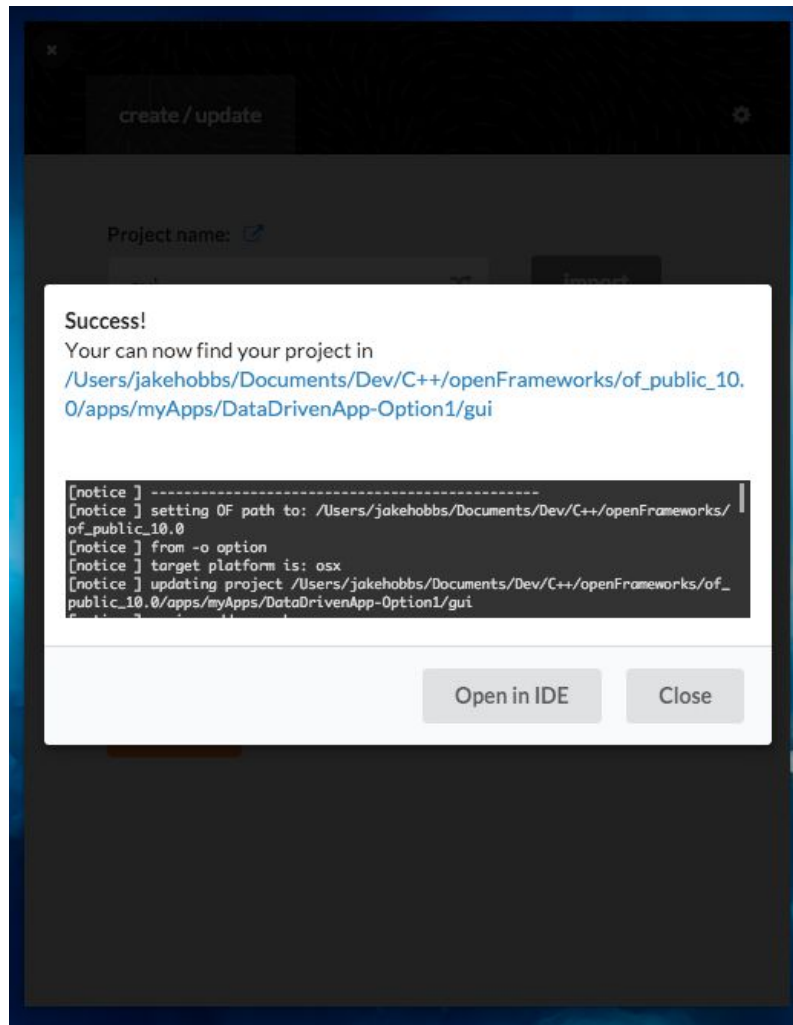 create / update
Project name:
import
Success!
Your can now find your project in
/Users/jakehobbs/Documents/Dev/C++/openFrameworks/of_public_10.
0/apps/myApps/DataDrivenApp-Option1/gui
[notice ] ------------------------------------------------
[notice ] setting OF path to: /Users/jakehobbs/Documents/Dev/C++/openFrameworks/
of_public_10.0
[notice ] from -o option
[notice ] target platform is: osx
[notice ] updating project /Users/jakehobbs/Documents/Dev/C++/openFrameworks/of_
public_10.0/apps/myApps/DataDrivenApp-Option1/gui
Open in IDE
Close